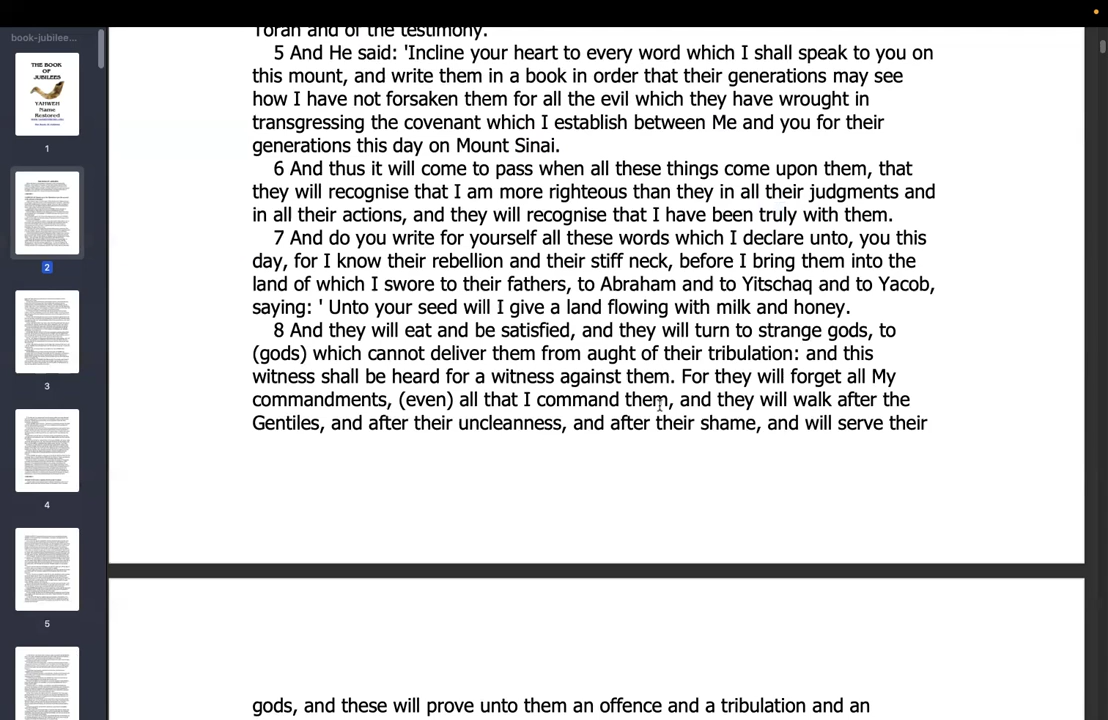 book-jubilee...
THE BOOK
OF
JUBILEES
YAHWEH
Name
Restored
1
2
3
4
5
Torah and of the testimony.
5 And He said: 'Incline your heart to every word which I shall speak to you on
this mount, and write them in a book in order that their generations may see
how I have not forsaken them for all the evil which they have wrought in
transgressing the covenant which I establish between Me and you for their
generations this day on Mount Sinai.
6 And thus it will come to pass when all these things come upon them, that
they will recognise that I am more righteous than they in all their judgments and
in all their actions, and they will recognise that I have been truly with them.
7 And do you write for yourself all these words which I declare unto, you this
day, for I know their rebellion and their stiff neck, before I bring them into the
land of which I swore to their fathers, to Abraham and to Yitschaq and to Yacob,
saying: ' Unto your seed will I give a land flowing with milk and honey.
8 And they will eat and be satisfied, and they will turn to strange gods, to
(gods) which cannot deliver them from aught of their tribulation: and this
witness shall be heard for a witness against them. For they will forget all My
commandments, (even) all that I command them, and they will walk after the
Gentiles, and after their uncleanness, and after their shame, and will serve their
gods, and these will prove unto them an offence and a tribulation and an